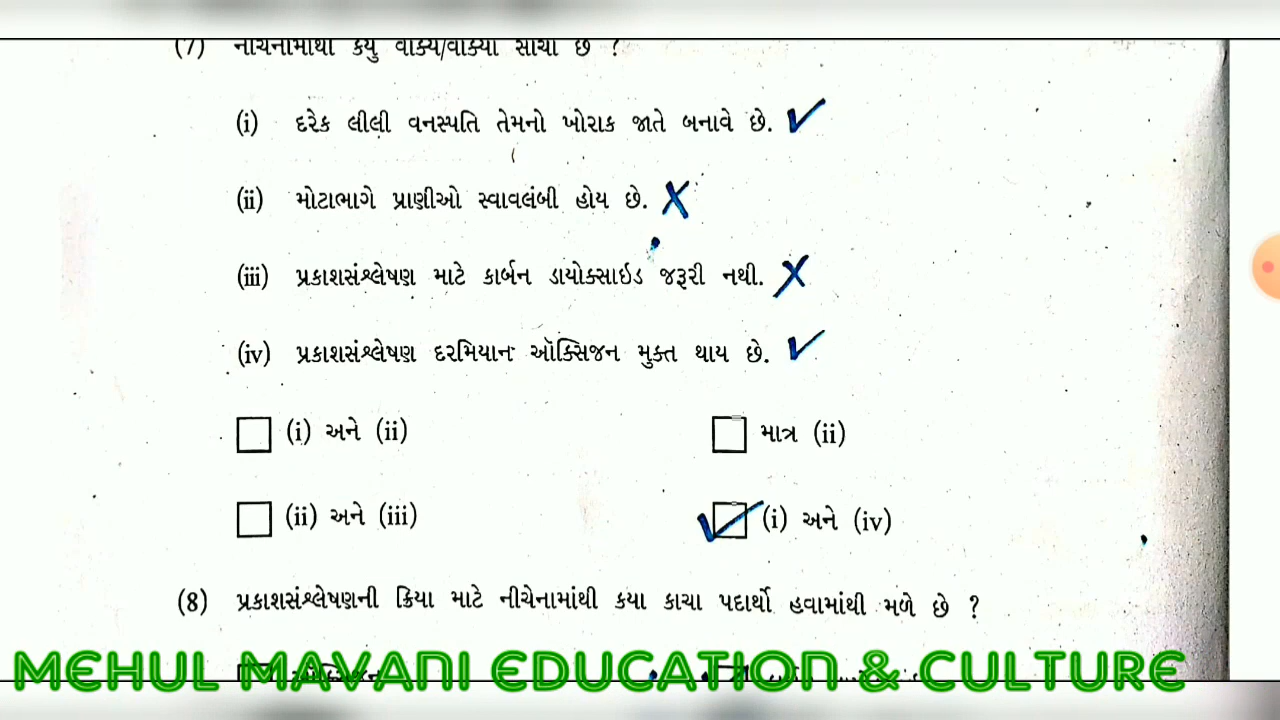 (7) નીચેનામાંથી કયુ વાક્ય/વાક્યો સાચાં છે ?
(i) દરેક લીલી વનસ્પતિ તેમનો ખોરાક જાતે બનાવે છે.
(ii) મોટાભાગે પ્રાણીઓ સ્વાવલંબી હોય છે.
(iii) પ્રકાશસંશ્લેષણ માટે કાર્બન ડાયોક્સાઇડ જરૂરી નથી.
(iv) પ્રકાશસંશ્લેષણ દરમિયાન ઑક્સિજન મુક્ત થાય છે.
(i) અને (ii)
માત્ર (ii)
(ii) અને (iii)
(i) અને (iv)
(8) પ્રકાશસંશ્લેષણની ક્રિયા માટે નીચેનામાંથી કયા કાચા પદાર્થો હવામાંથી મળે છે ?
MEHUL MAVANI EDUCATION & CULTURE